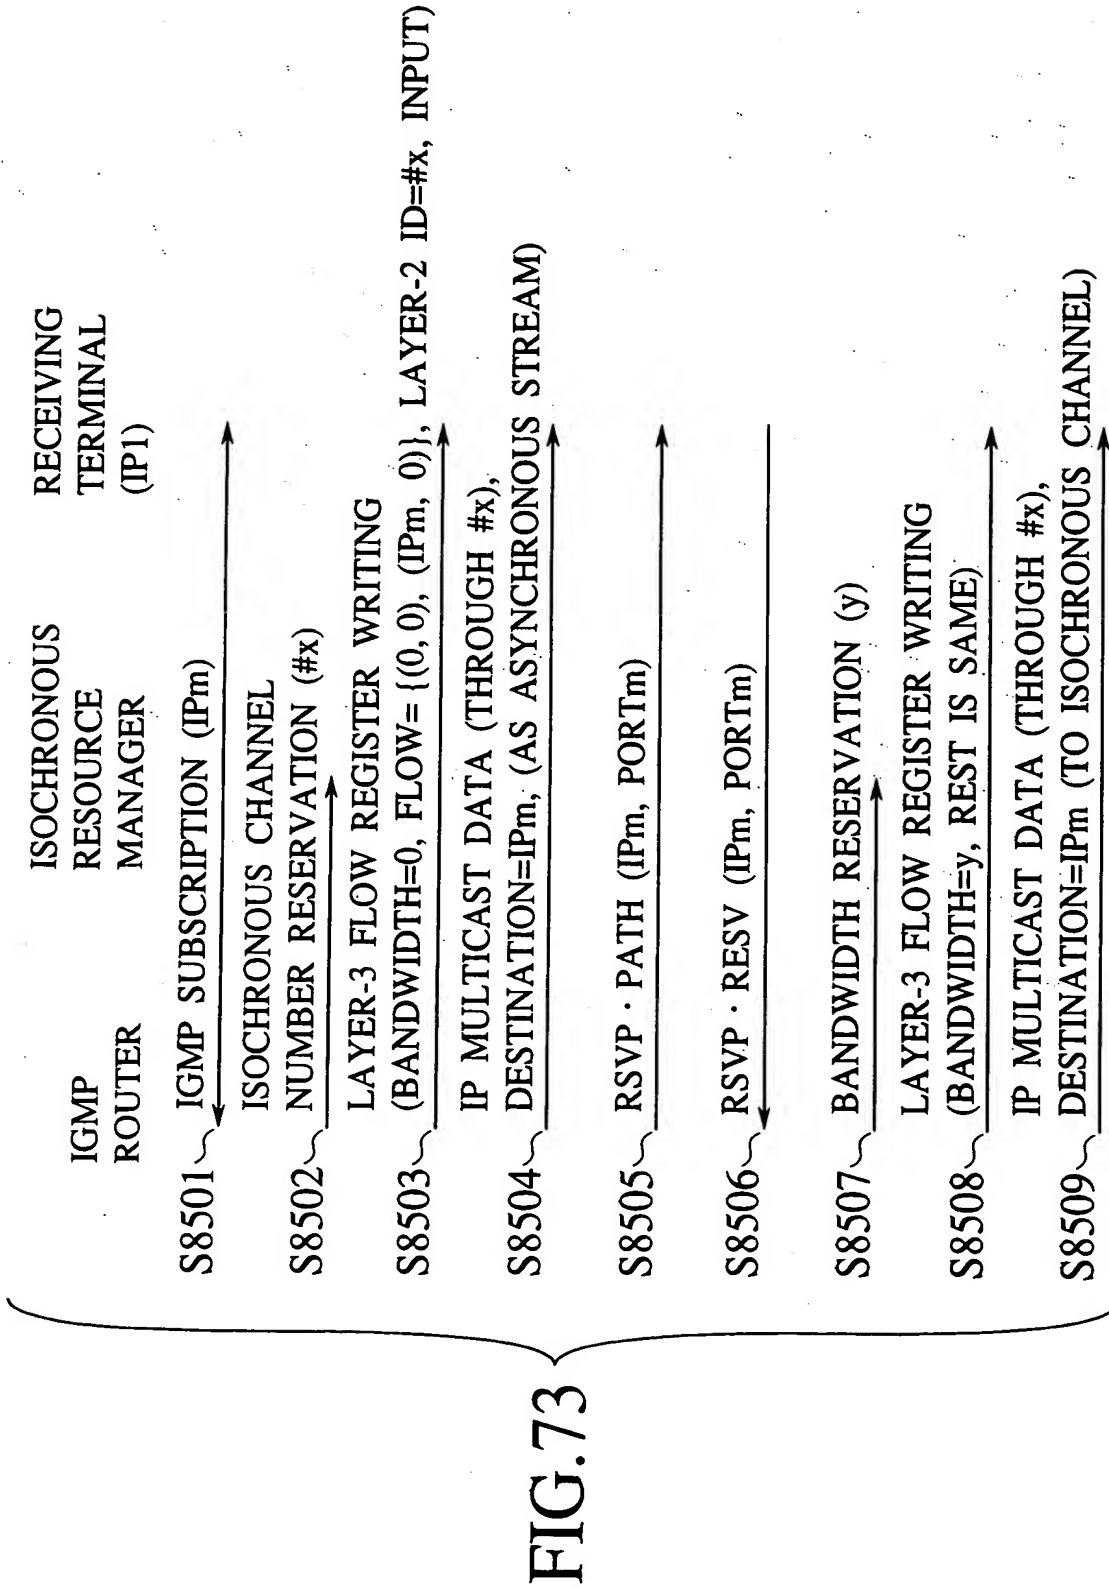 FIG.73
IGMP
ROUTER
ISOCHRONOUS
RESOURCE
MANAGER
RECEIVING
TERMINAL
(IP1)
S8501
IGMP SUBSCRIPTION (IPm)
S8502
ISOCHRONOUS CHANNEL
NUMBER RESERVATION (#x)
S8503
LAYER-3 FLOW REGISTER WRITING
(BANDWIDTH=0, FLOW= {(0, 0), (IPm, 0)}, LAYER-2 ID=#x, INPUT)
S8504
IP MULTICAST DATA (THROUGH #x),
DESTINATION=IPm, (AS ASYNCHRONOUS STREAM)
S8505
RSVP · PATH (IPm, PORTm)
S8506
RSVP · RESV (IPm, PORTm)
S8507
BANDWIDTH RESERVATION (y)
S8508
LAYER-3 FLOW REGISTER WRITING
(BANDWIDTH=y, REST IS SAME)
S8509
IP MULTICAST DATA (THROUGH #x),
DESTINATION=IPm (TO ISOCHRONOUS CHANNEL)